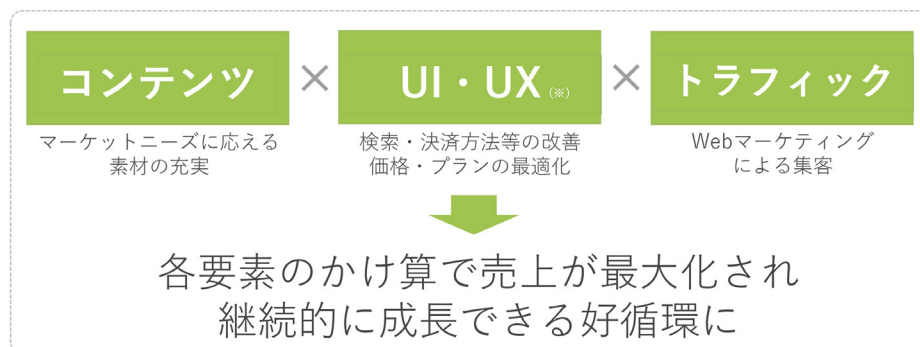 コンテンツ × UI・UX（※） × トラフィック
マーケットニーズに応える
素材の充実
検索・決済方法等の改善
価格・プランの最適化
Webマーケティング
による集客
各要素のかけ算で売上が最大化され
継続的に成長できる好循環に